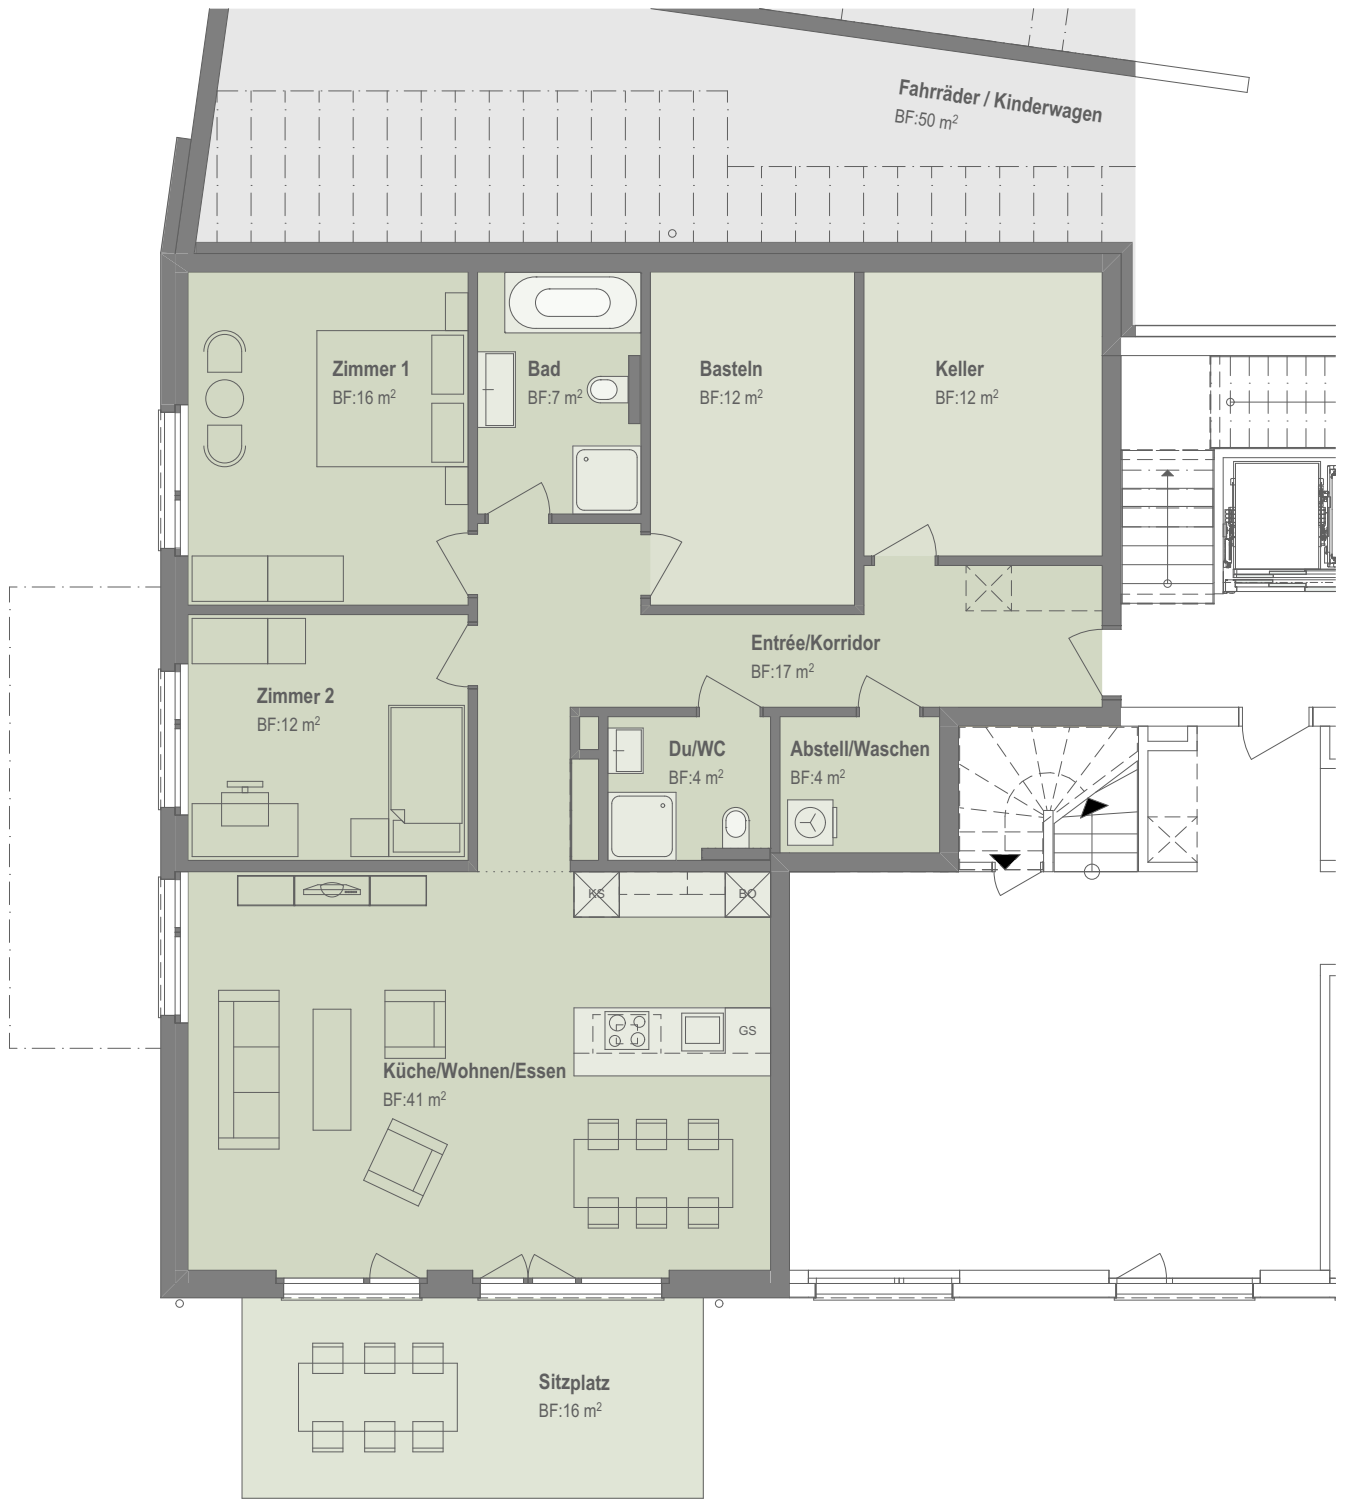 Fahrräder / Kinderwagen
BF:50 m²
Zimmer 1
BF:16 m²
Bad
BF:7 m²
Basteln
BF:12 m²
Keller
BF:12 m²
Entrée/Korridor
BF:17 m²
Zimmer 2
BF:12 m²
Du/WC
BF:4 m²
Abstell/Waschen
BF:4 m²
KS
BO
GS
Küche/Wohnen/Essen
BF:41 m²
Sitzplatz
BF:16 m²